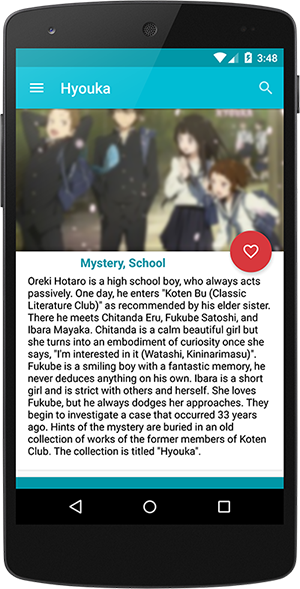 3:48
Hyouka
HYOUKA
Mystery, School
Oreki Hotaro is a high school boy, who always acts
passively. One day, he enters "Koten Bu (Classic
Literature Club)" as recommended by his elder sister.
There he meets Chitanda Eru, Fukube Satoshi, and
Ibara Mayaka. Chitanda is a calm beautiful girl but
she turns into an embodiment of curiosity once she
says, "I'm interested in it (Watashi, Kininarimasu)".
Fukube is a smiling boy with a fantastic memory, he
never deduces anything on his own. Ibara is a short
girl and is strict with others and herself. She loves
Fukube, but he always dodges her approaches. They
begin to investigate a case that occurred 33 years
ago. Hints of the mystery are buried in an old
collection of works of the former members of Koten
Club. The collection is titled "Hyouka".